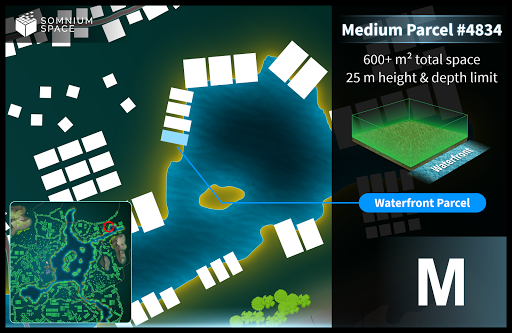 SOMNIUM
SPACE
Medium Parcel #4834
600+ m² total space
25 m height & depth limit
Waterfront
Waterfront Parcel
M